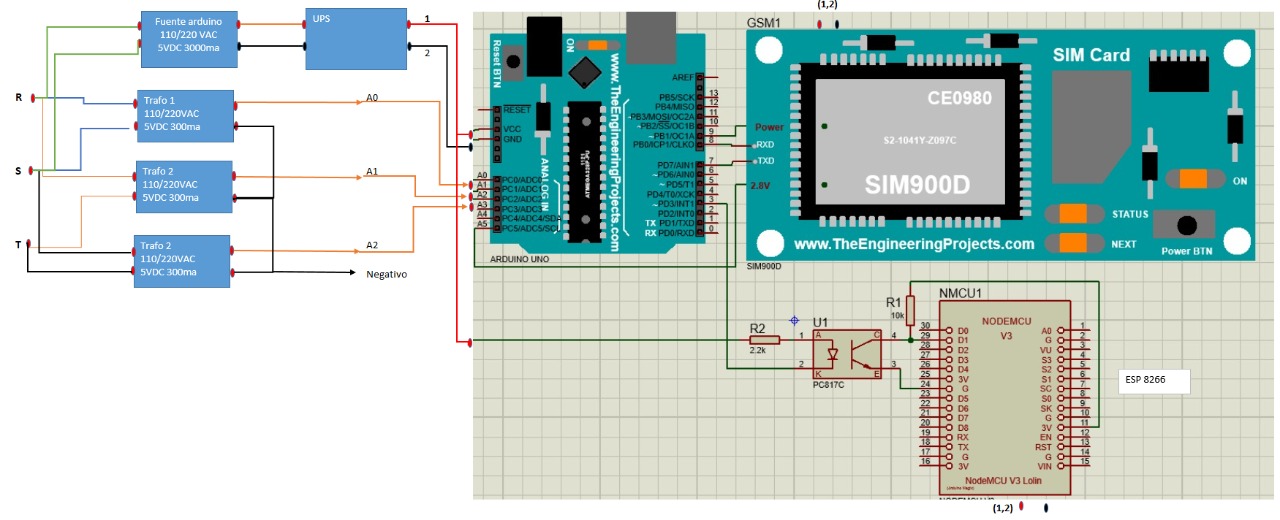 Fuente arduino
110/220 VAC
5VDC 3000ma
UPS
1
2
R
S
T
Trafo 1
110/220VAC
5VDC 300ma
A0
Trafo 2
110/220VAC
5VDC 300ma
A1
Trafo 2
110/220VAC
5VDC 300ma
A2
Negativo
Reset BTN
ON
www.TheEngineeringProjects.com
ANALOG IN
RESET
VCC
GND
A0 PC0/ADC0
A1 PC1/ADC1
A2 PC2/ADC2
A3 PC3/ADC3
A4 PC4/ADC4/SDA
A5 PC5/ADC5/SCL
AREF
PB5/SCK 13
PB4/MISO 12
~PB3/MOSI/OC2A 11
~PB2/SS/OC1B 10
~PB1/OC1A 9
PB0/ICP1/CLKO 8
PD7/AIN1 7
~PD6/AIN0 6
~PD5/T1 5
PD4/T0/XCK 4
~PD3/INT1 3
PD2/INT0 2
TX PD1/TXD 1
RX PD0/RXD 0
ARDUINO UNO
(1,2)
GSM1
Power
RXD
TXD
2.8V
CE0980
S2-1041Y-Z097C
SIM900D
SIM Card
ON
STATUS
NEXT
Power BTN
www.TheEngineeringProjects.com
SIM900D
R2
2.2k
U1
1 A
2 K
C 4
E 3
PC817C
R1
10k
NMCU1
NODEMCU
V3
30 D0
29 D1
28 D2
27 D3
26 D4
25 3V
24 G
23 D5
22 D6
21 D7
20 D8
19 RX
18 TX
17 G
16 3V
A0 1
G 2
VU 3
S3 4
S2 5
S1 6
SC 7
S0 8
SK 9
G 10
3V 11
EN 12
RST 13
G 14
VIN 15
NodeMCU V3 Lolin
ESP 8266
(1,2)